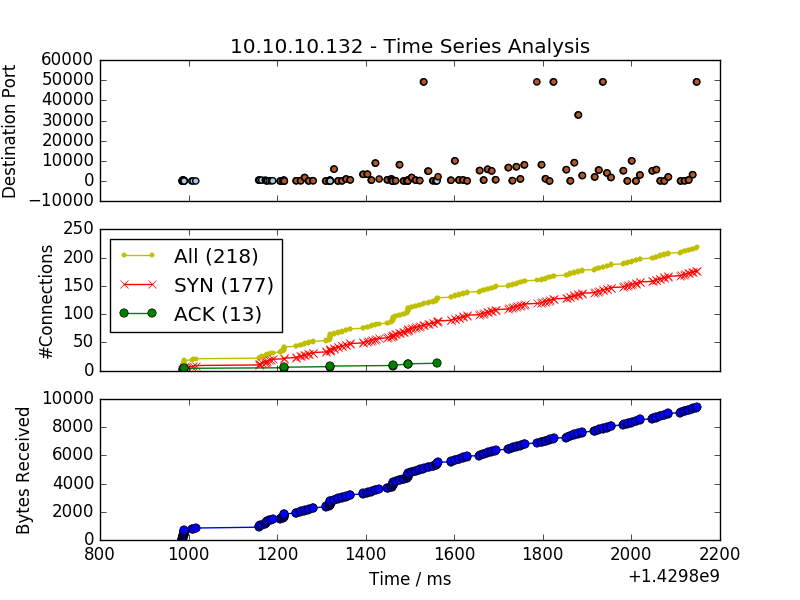 10.10.10.132 - Time Series Analysis
Destination Port
60000
50000
40000
30000
20000
10000
0
−10000
#Connections
250
200
150
100
50
0
All (218)
SYN (177)
ACK (13)
Bytes Received
10000
8000
6000
4000
2000
0
800 1000 1200 1400 1600 1800 2000 2200
Time / ms
+1.4298e9